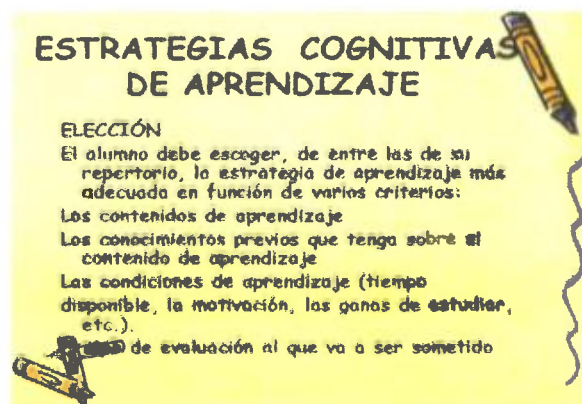 ESTRATEGIAS COGNITIVAS
DE APRENDIZAJE
ELECCIÓN
El alumno debe escoger, de entre las de su
repertorio, la estrategia de aprendizaje más
adecuada en función de varios criterios:
Los contenidos de aprendizaje
Los conocimientos previos que tenga sobre el
contenido de aprendizaje
Las condiciones de aprendizaje (tiempo
disponible, la motivación, las ganas de estudiar,
etc.).
de evaluación al que va a ser sometido